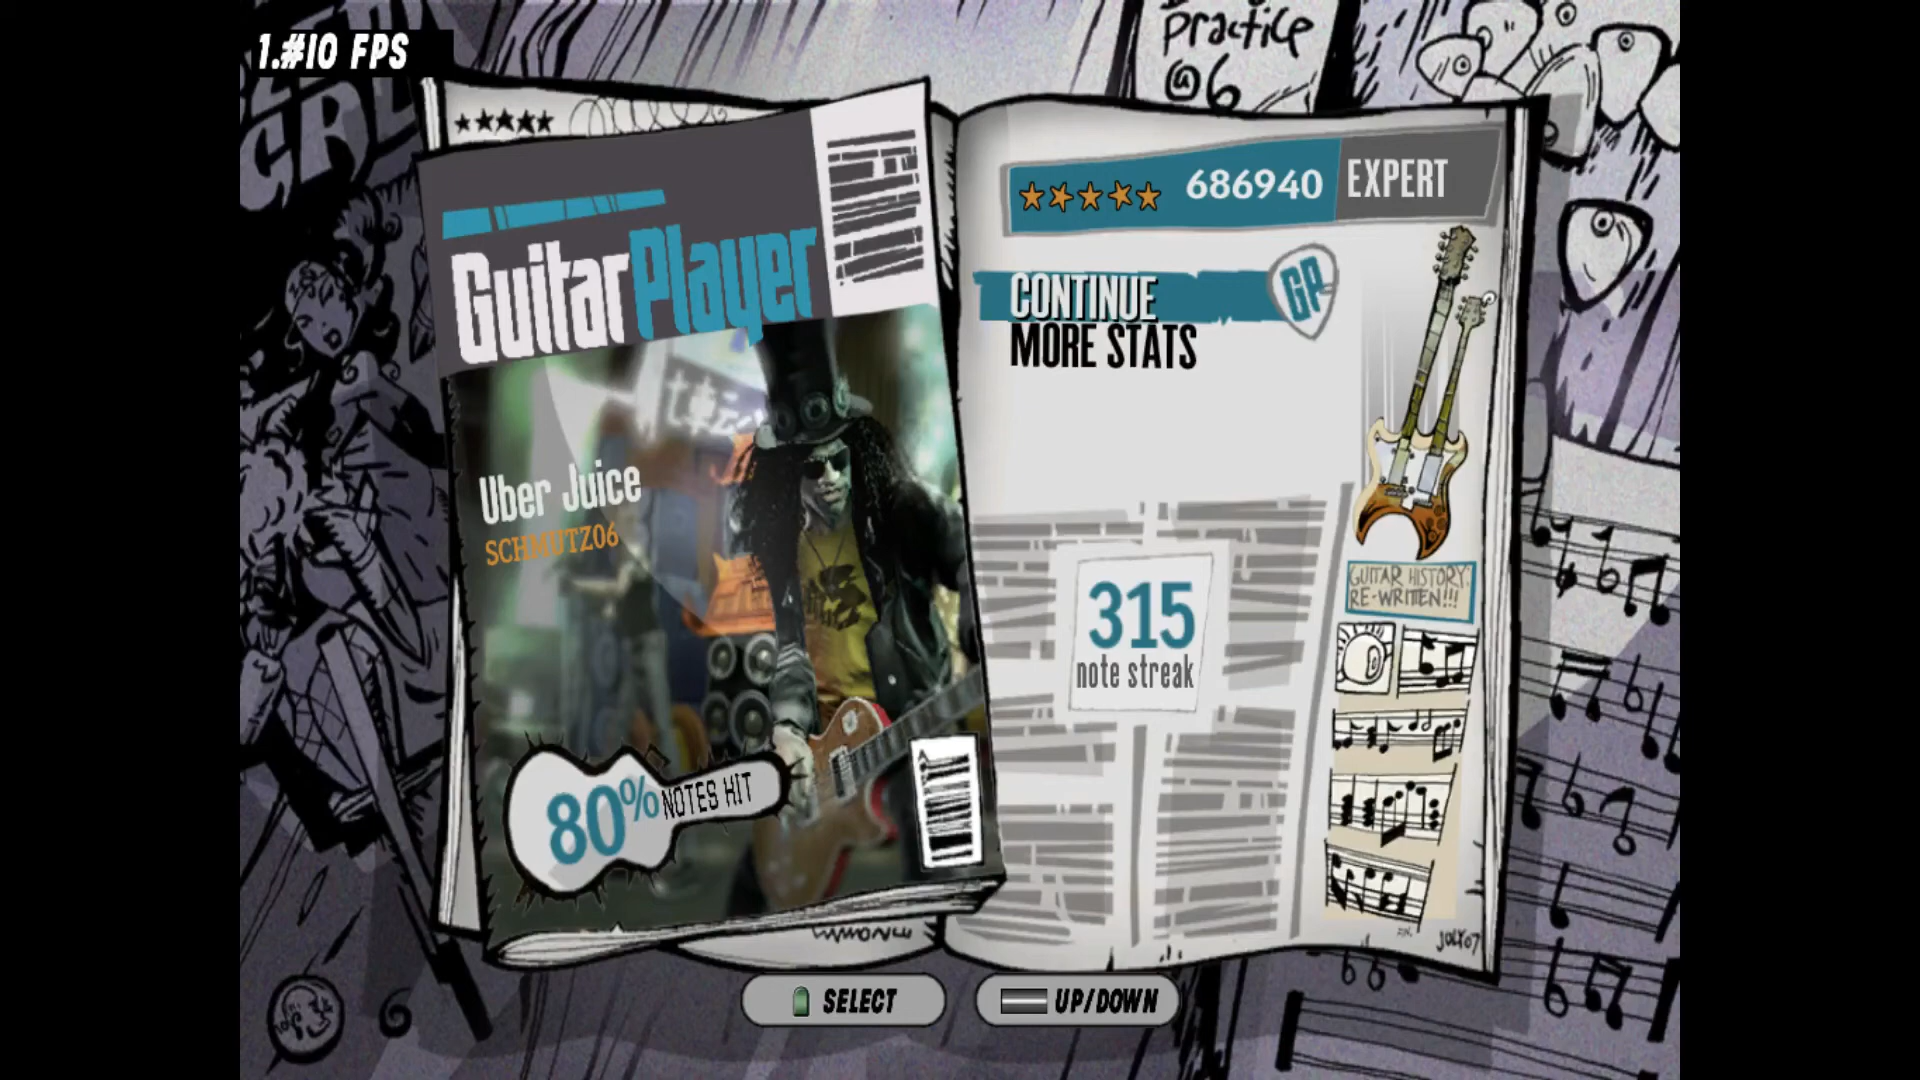 1.#IO FPS
Practice
@6
GuitarPlayer
Uber Juice
SCHMUTZ06
80% NOTES HIT
686940 EXPERT
CONTINUE
GP
MORE STATS
315
note streak
GUITAR HISTORY:
RE-WRITTEN!!!
JULY07
SELECT
UP/DOWN